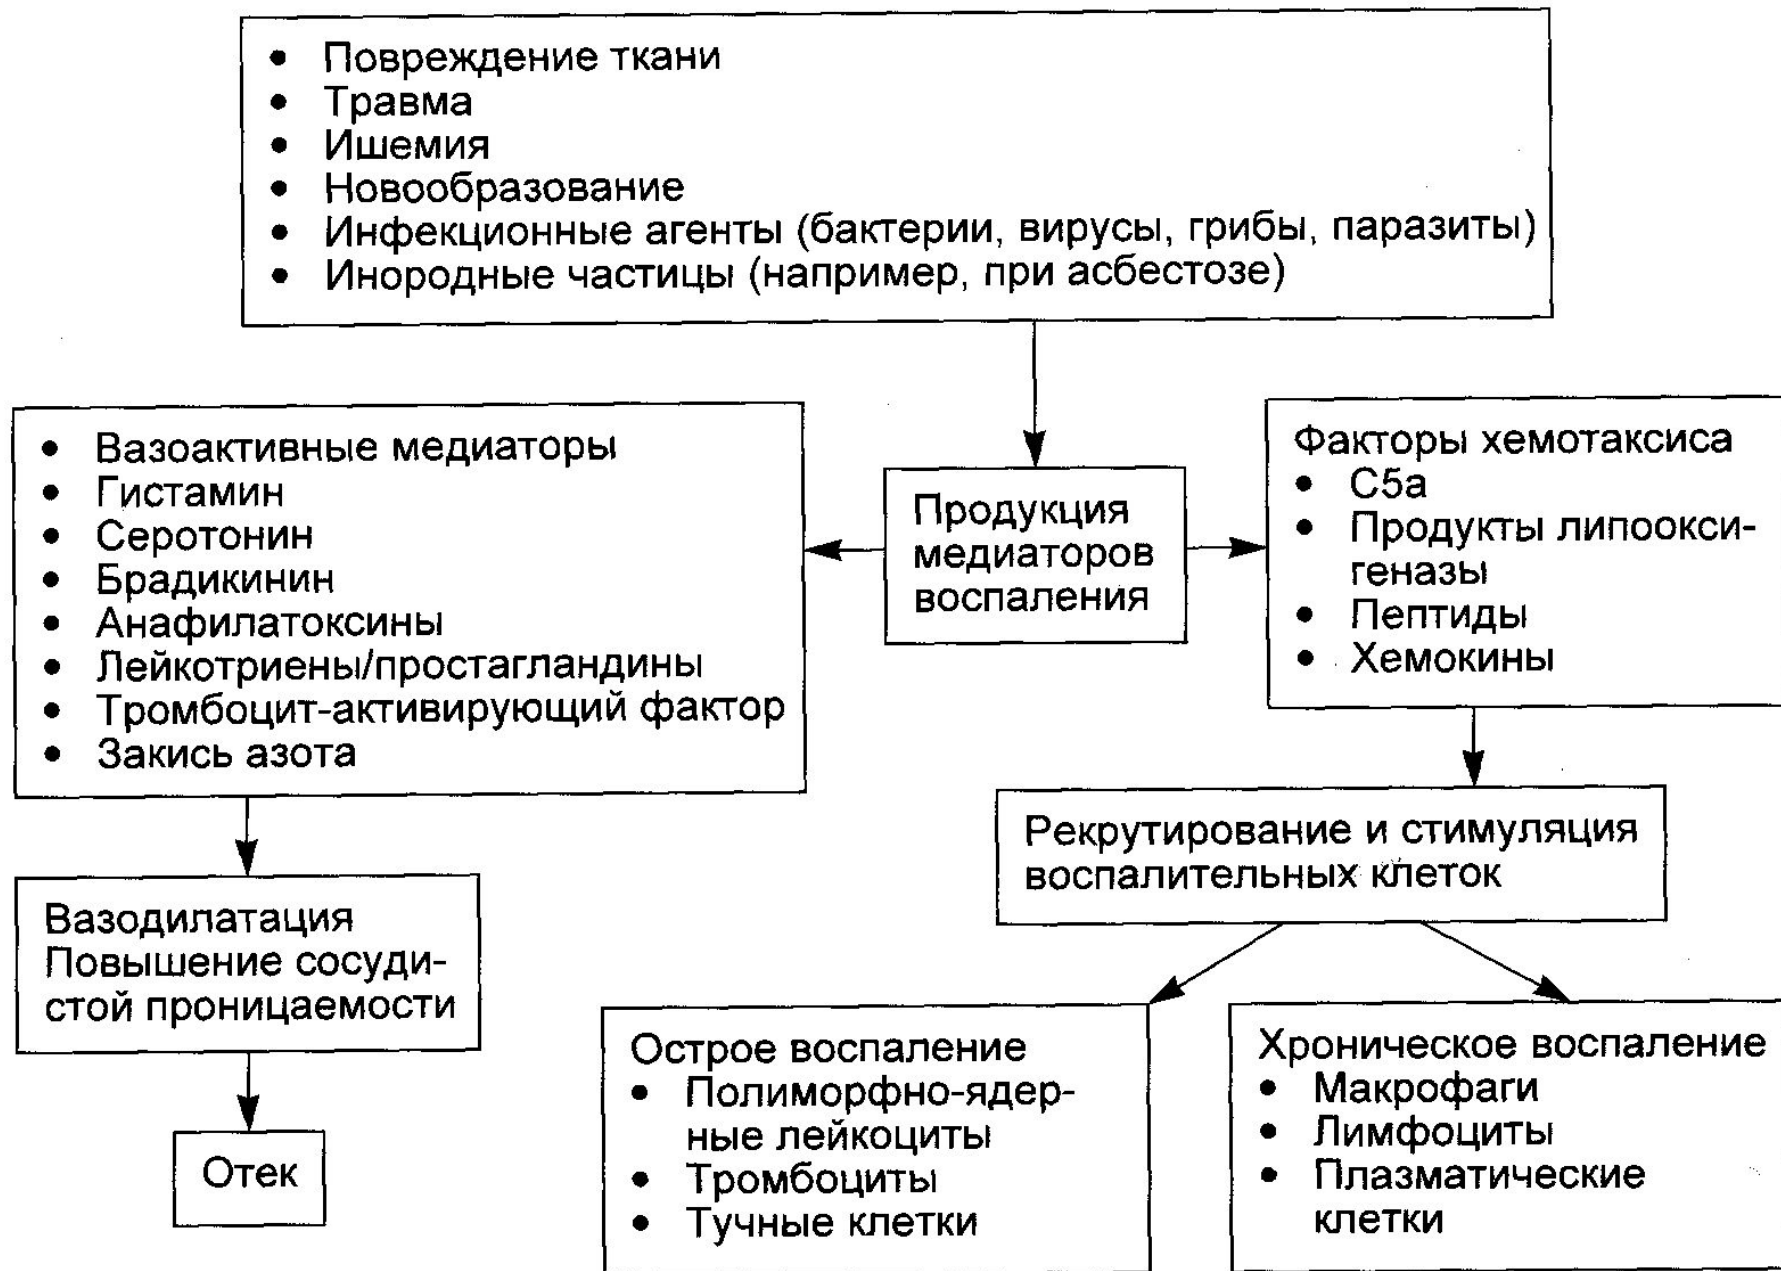 • Повреждение ткани
• Травма
• Ишемия
• Новообразование
• Инфекционные агенты (бактерии, вирусы, грибы, паразиты)
• Инородные частицы (например, при асбестозе)
• Вазоактивные медиаторы
• Гистамин
• Серотонин
• Брадикинин
• Анафилатоксины
• Лейкотриены/простагландины
• Тромбоцит-активирующий фактор
• Закись азота
Продукция
медиаторов
воспаления
Факторы хемотаксиса
• C5a
• Продукты липоокси-
геназы
• Пептиды
• Хемокины
Вазодилатация
Повышение сосуди-
стой проницаемости
Рекрутирование и стимуляция
воспалительных клеток
Отек
Острое воспаление
• Полиморфно-ядер-
ные лейкоциты
• Тромбоциты
• Тучные клетки
Хроническое воспаление
• Макрофаги
• Лимфоциты
• Плазматические
клетки